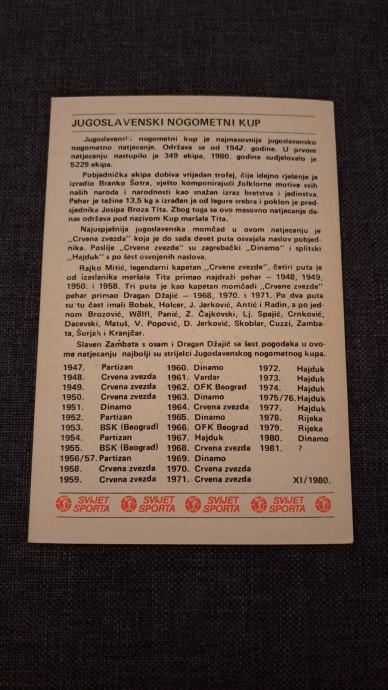 JUGOSLAVENSKI NOGOMETNI KUP
Jugoslavenski nogometni kup je najmasovnije jugoslavensko
nogometno natjecanje. Održava se od 1947. godine. U prvom
natjecanju nastupilo je 349 ekipa, 1980. godine sudjelovalo je
5229 ekipa.
Pobjednička ekipa dobiva vrijedan trofej, čije idejno rješenje je
izradio Branko Šotra, vješto komponirajući folklorne motive svih
naših naroda i narodnosti kao snažan izraz bratstva i jedinstva.
Pehar je težine 13,5 kg a izrađen je od legure srebra i poklon je pred-
sjednika Josipa Broza Tita. Zbog toga se ovo masovno natjecanje da-
nas održava pod nazivom Kup maršala Tita.
Najuspješnija jugoslavenska momčad u ovom natjecanju je
„Crvena zvezda" koja je do sada devet puta osvajala naslov pobjed-
nika. Poslije „Crvene zvezde" su zagrebački „Dinamo" i splitski
„Hajduk" s po šest osvojenih naslova.
Rajko Mitić, legendarni kapetan „Crvene zvezde", četiri puta je
od izaslanika maršala Tita primao najdraži pehar — 1948, 1949,
1950. i 1958. Tri puta je kao kapetan momčadi „Crvene zvezde"
pehar primao Dragan Džajić — 1968, 1970. i 1971. Po dva puta
su tu čast imali Bobek, Holcer, J. Jerković, Antić i Radin, a po jed-
nom Brozović, Wölfl, Panić, Ž. Čajkovski, Lj. Spajić, Crnković,
Dacevski, Matuš, V. Popović, D. Jerković, Skoblar, Cuzzi, Zamba-
ta, Šurjak i Kranjčar.
Slaven Zambata s osam i Dragan Džajić sa šest pogodaka u ovo-
me natjecanju najbolji su strijelci Jugoslavenskog nogometnog kupa.
1947. Partizan 1960. Dinamo 1972. Hajduk
1948. Crvena zvezda 1961. Vardar 1973. Hajduk
1949. Crvena zvezda 1962. OFK Beograd 1974. Hajduk
1950. Crvena zvezda 1963. Dinamo 1975/76. Hajduk
1951. Dinamo 1964. Crvena zvezda 1977. Hajduk
1952. Partizan 1965. Dinamo 1978. Rijeka
1953. BSK (Beograd) 1966. OFK Beograd 1979. Rijeka
1954. Partizan 1967. Hajduk 1980. Dinamo
1955. BSK (Beograd) 1968. Crvena zvezda 1981. ?
1956/57. Partizan 1969. Dinamo
1958. Crvena zvezda 1970. Crvena zvezda
1959. Crvena zvezda 1971. Crvena zvezda XI/1980.
SVIJET SPORTA SVIJET SPORTA SVIJET SPORTA SVIJET SPORTA